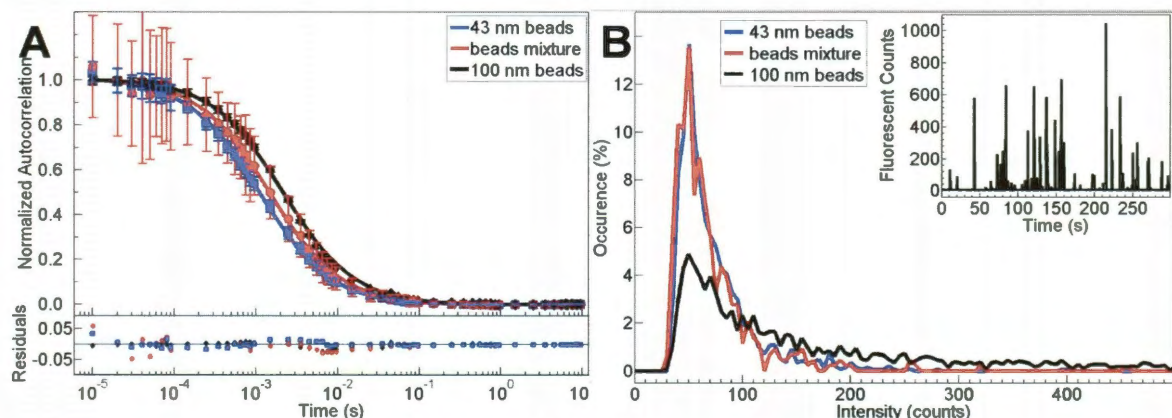 A
43 nm beads
beads mixture
100 nm beads
Normalized Autocorrelation
1.0
0.8
0.6
0.4
0.2
0.0
Residuals
0.05
-0.05
10⁻⁵
10⁻⁴
10⁻³
10⁻²
10⁻¹
10⁰
10¹
Time (s)
B
43 nm beads
beads mixture
100 nm beads
Occurence (%)
12
10
8
6
4
2
0
0
100
200
300
400
Intensity (counts)
Fluorescent Counts
1000
800
600
400
200
0
0
50
100
150
200
250
Time (s)